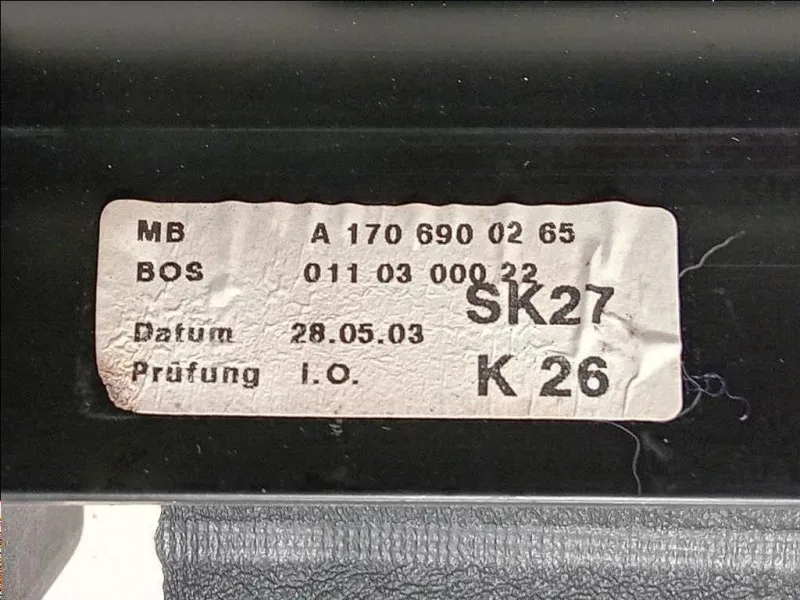 MB A 170 690 02 65
BOS 011 03 000 22
SK27
Datum 28.05.03
Prüfung I.O. K 26